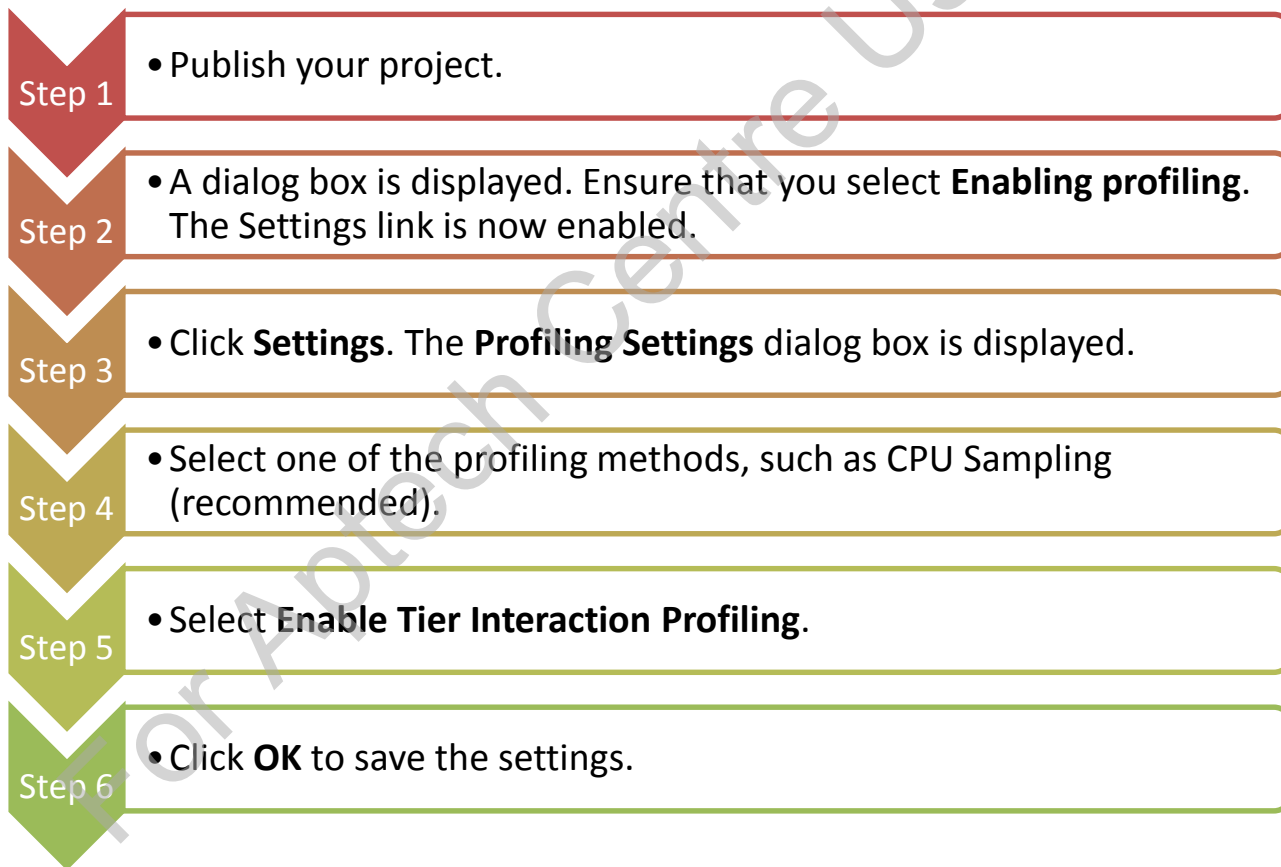 Step 1
• Publish your project.
Step 2
• A dialog box is displayed. Ensure that you select Enabling profiling.
The Settings link is now enabled.
Step 3
• Click Settings. The Profiling Settings dialog box is displayed.
Step 4
• Select one of the profiling methods, such as CPU Sampling
(recommended).
Step 5
• Select Enable Tier Interaction Profiling.
Step 6
• Click OK to save the settings.
For Aptech Centre